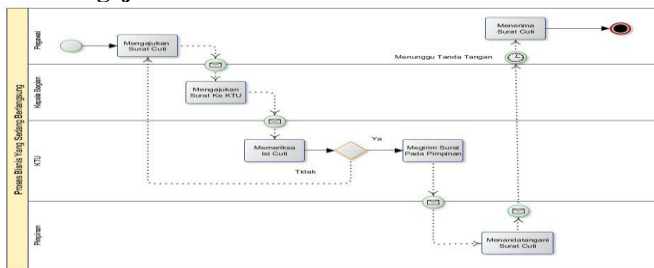 Proses Bisnis Yang Sedang Berlangsung
Pegawai
Mengajukan
Surat Cuti
Menerima
Surat Cuti
Menunggu Tanda Tangan
Kepala Bagian
Mengajukan
Surat Ke KTU
KTU
Memeriksa
Isi Cuti
Ya
Tidak
Megirim Surat
Pada Pimpinan
Pimpinan
Menandatangani
Surat Cuti